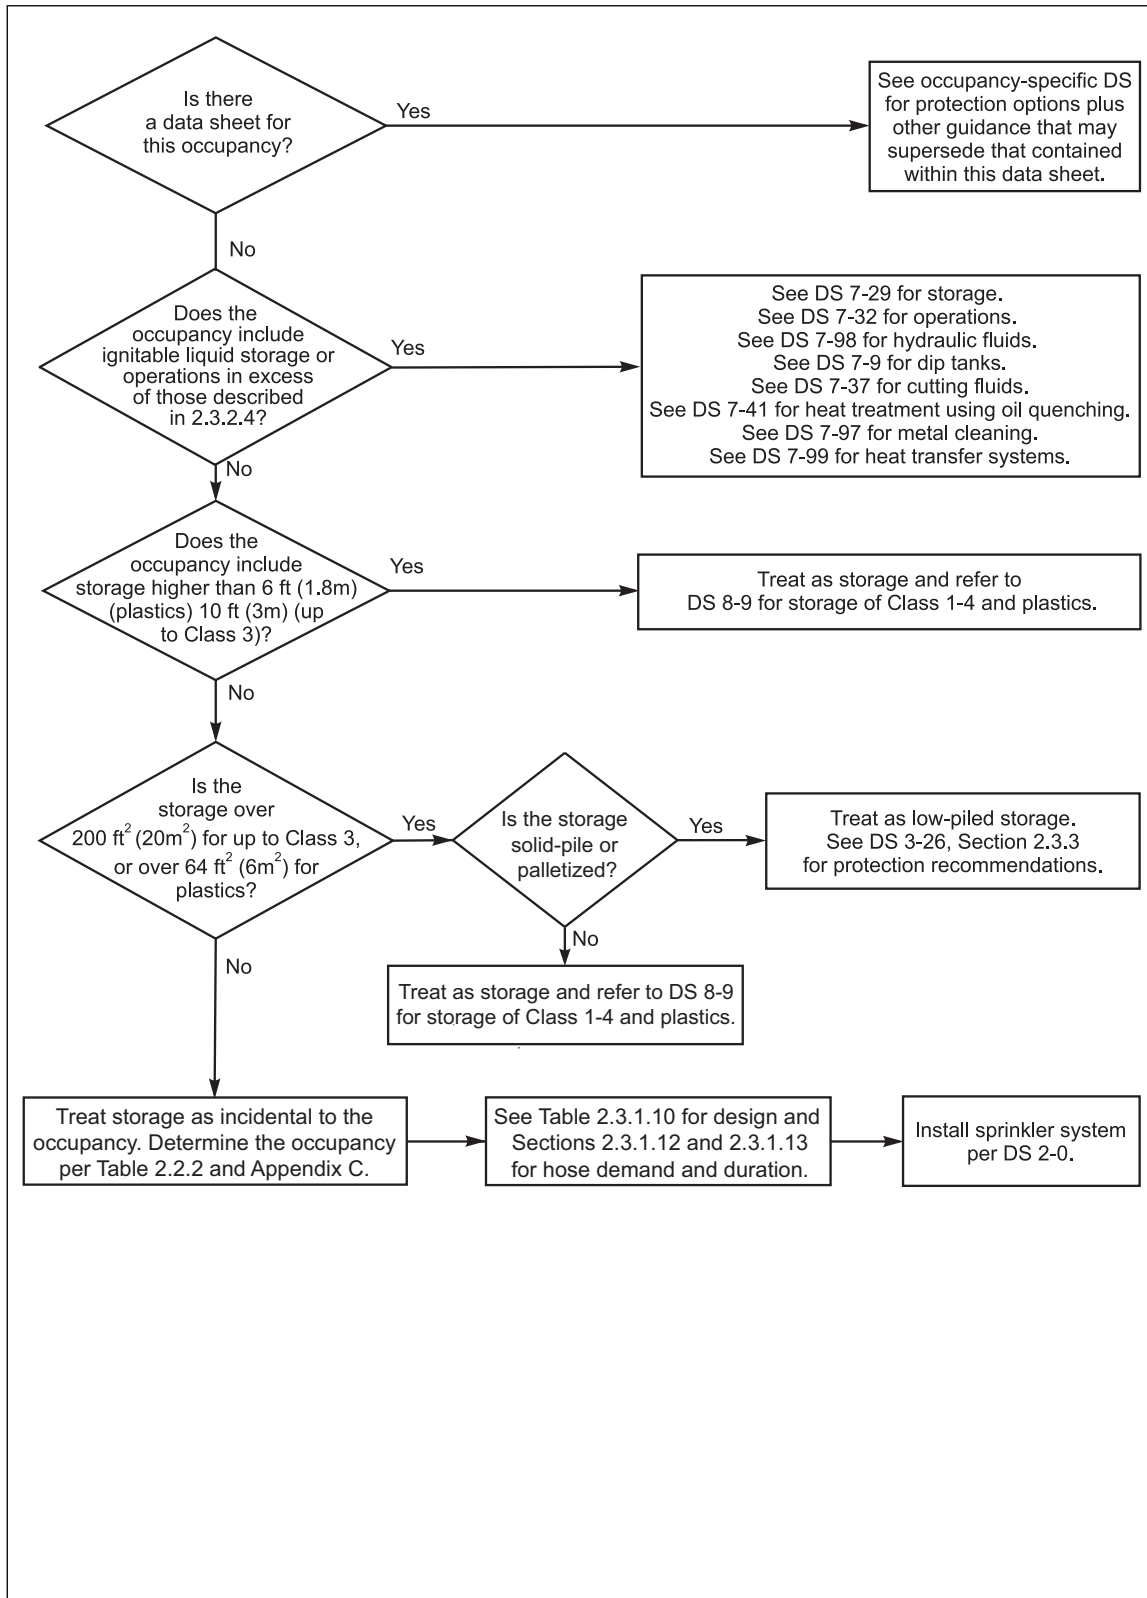 Is there
a data sheet for
this occupancy?
Yes
See occupancy-specific DS
for protection options plus
other guidance that may
supersede that contained
within this data sheet.
No
Does the
occupancy include
ignitable liquid storage or
operations in excess
of those described
in 2.3.2.4?
Yes
See DS 7-29 for storage.
See DS 7-32 for operations.
See DS 7-98 for hydraulic fluids.
See DS 7-9 for dip tanks.
See DS 7-37 for cutting fluids.
See DS 7-41 for heat treatment using oil quenching.
See DS 7-97 for metal cleaning.
See DS 7-99 for heat transfer systems.
No
Does the
occupancy include
storage higher than 6 ft (1.8m)
(plastics) 10 ft (3m) (up
to Class 3)?
Yes
Treat as storage and refer to
DS 8-9 for storage of Class 1-4 and plastics.
No
Is the
storage over
200 ft² (20m²) for up to Class 3,
or over 64 ft² (6m²) for
plastics?
Yes
Is the storage
solid-pile or
palletized?
Yes
Treat as low-piled storage.
See DS 3-26, Section 2.3.3
for protection recommendations.
No
Treat as storage and refer to DS 8-9
for storage of Class 1-4 and plastics.
No
Treat storage as incidental to the
occupancy. Determine the occupancy
per Table 2.2.2 and Appendix C.
See Table 2.3.1.10 for design and
Sections 2.3.1.12 and 2.3.1.13
for hose demand and duration.
Install sprinkler system
per DS 2-0.